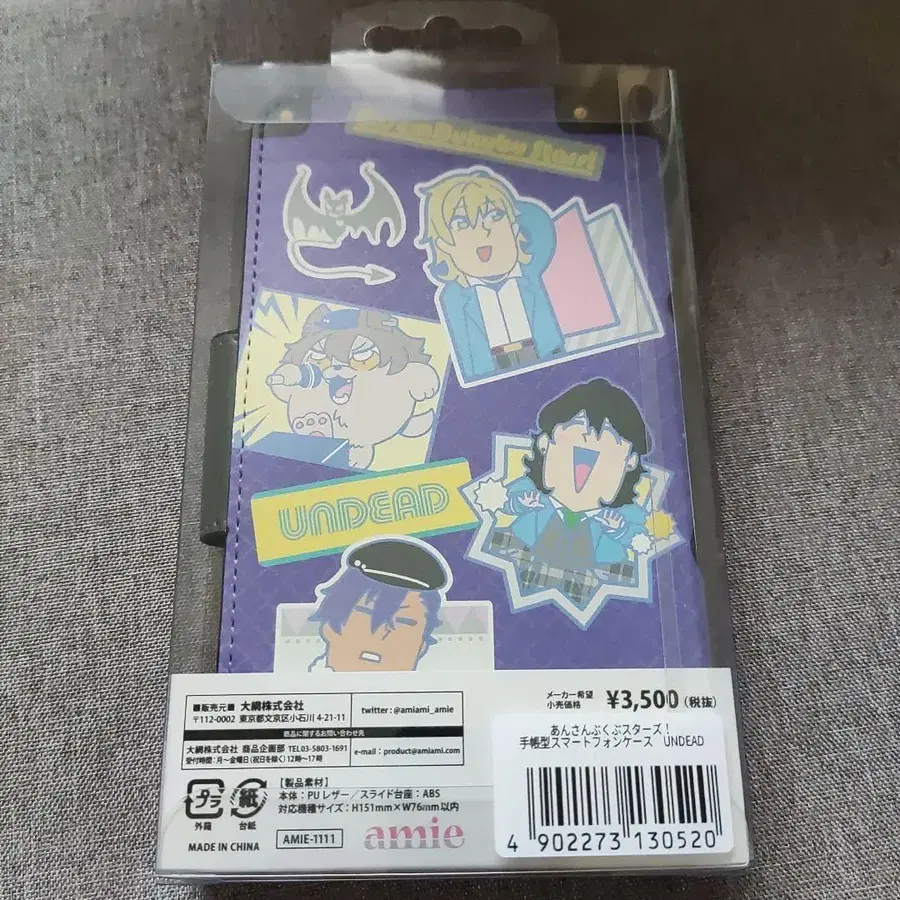 UNDEAD
■販売元■ 大網株式会社
〒112-0002 東京都文京区小石川 4-21-11
twitter : @amiami_amie
商品に関するお問い合わせ先
大網株式会社 商品企画部 TEL03-5803-1691
受付時間：月～金曜日(祝日を除く)12時～17時
e-mail : product@amiami.com
メーカー希望
小売価格 ¥3,500 (税抜)
あんさんぶくぶスターズ！
手帳型スマートフォンケース UNDEAD
4 902273 130520
プラ
外箱
紙
台紙
【製品素材】
本体：PU レザー／スライド台座：ABS
対応機種サイズ：H151mm×W76mm以内
MADE IN CHINA
AMIE-1111
amie